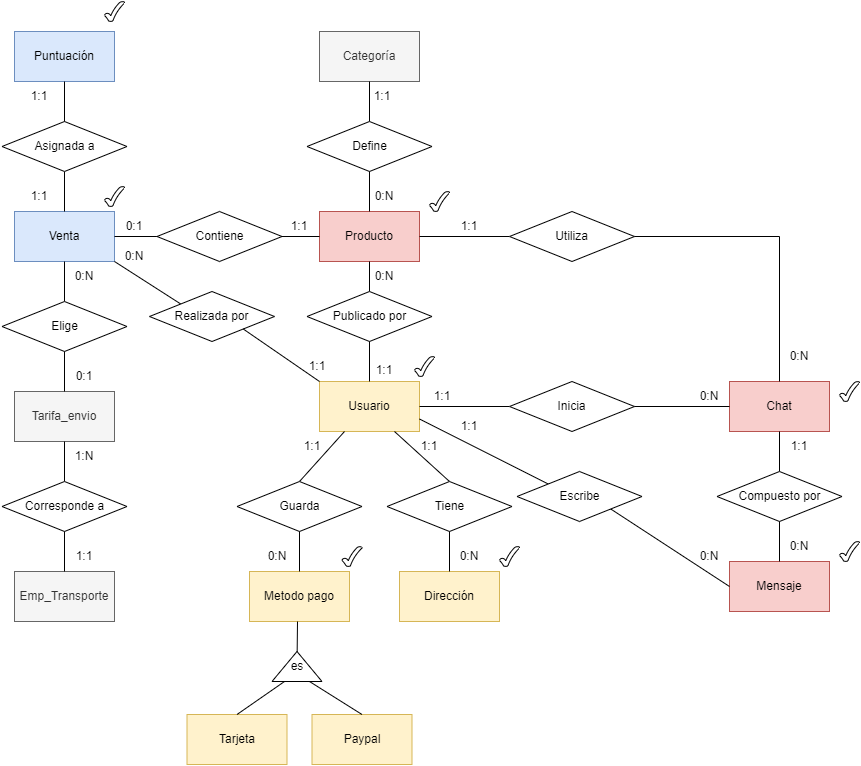 Puntuación
Categoría
1:1
1:1
Asignada a
Define
1:1
0:N
Venta
0:1
Contiene
1:1
Producto
1:1
Utiliza
0:N
0:N
0:N
Elige
Realizada por
Publicado por
0:1
1:1
1:1
0:N
Tarifa_envio
Usuario
1:1
Inicia
0:N
Chat
1:N
1:1
1:1
1:1
1:1
Corresponde a
Guarda
Tiene
Escribe
Compuesto por
1:1
0:N
0:N
0:N
0:N
Emp_Transporte
Metodo pago
Dirección
Mensaje
es
Tarjeta
Paypal